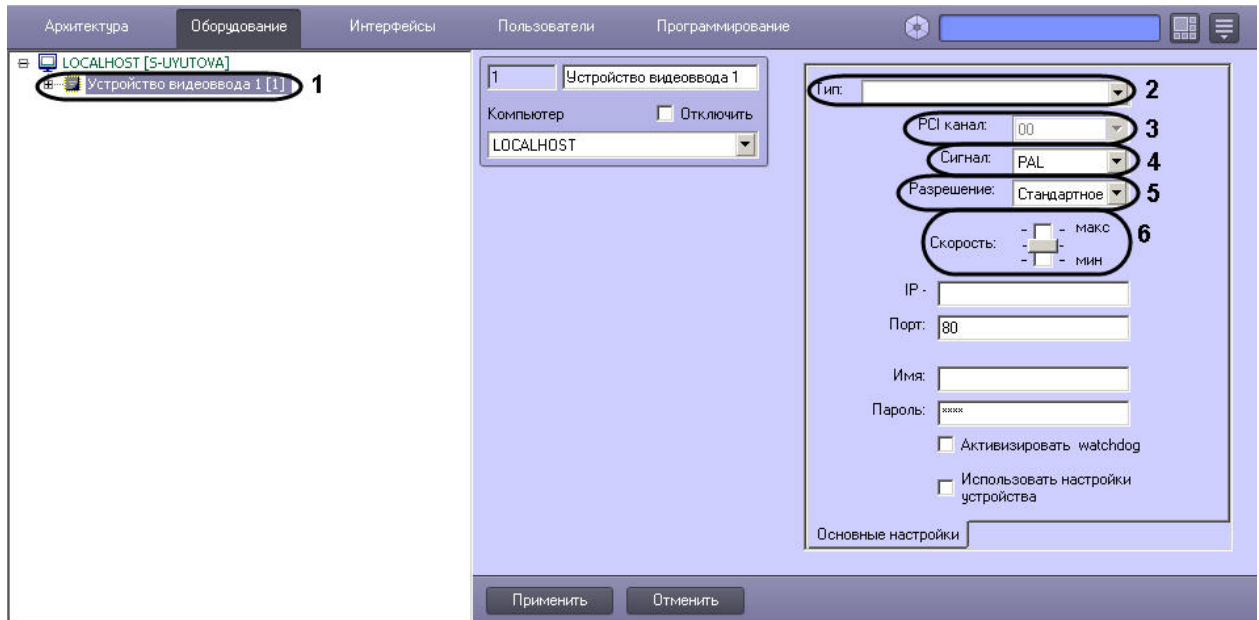 Архитектура Оборудование Интерфейсы Пользователи Программирование
LOCALHOST [S-UYUTOVA]
Устройство видеоввода 1 [1] 1
1 Устройство видеоввода 1
Компьютер Отключить
LOCALHOST
Тип: 2
PCI канал: 00 3
Сигнал: PAL 4
Разрешение: Стандартное 5
Скорость: - - макс 6
- -
- - мин
IP -
Порт: 80
Имя:
Пароль: ****
Активизировать watchdog
Использовать настройки
устройства
Основные настройки
Применить Отменить